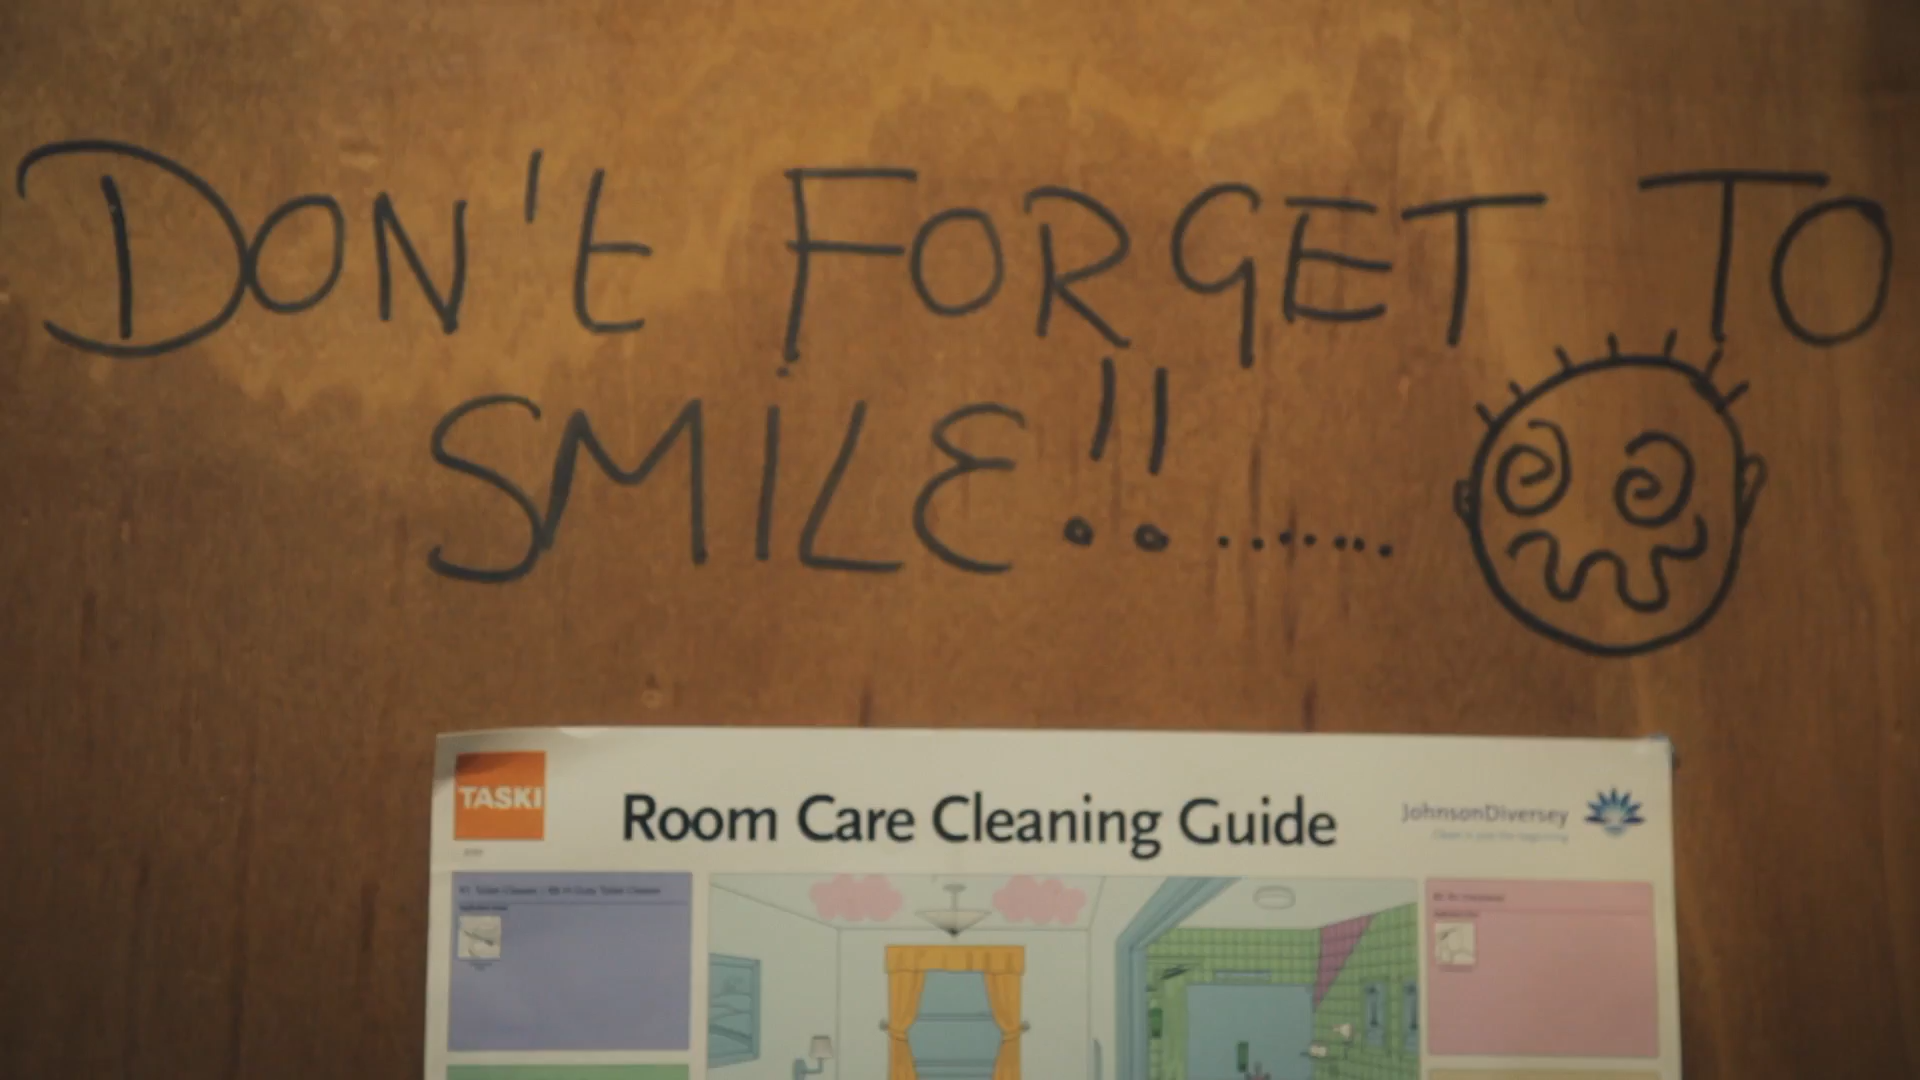 DON't FORGET TO
SMILE!!.......
TASKI
Room Care Cleaning Guide
JohnsonDiversey